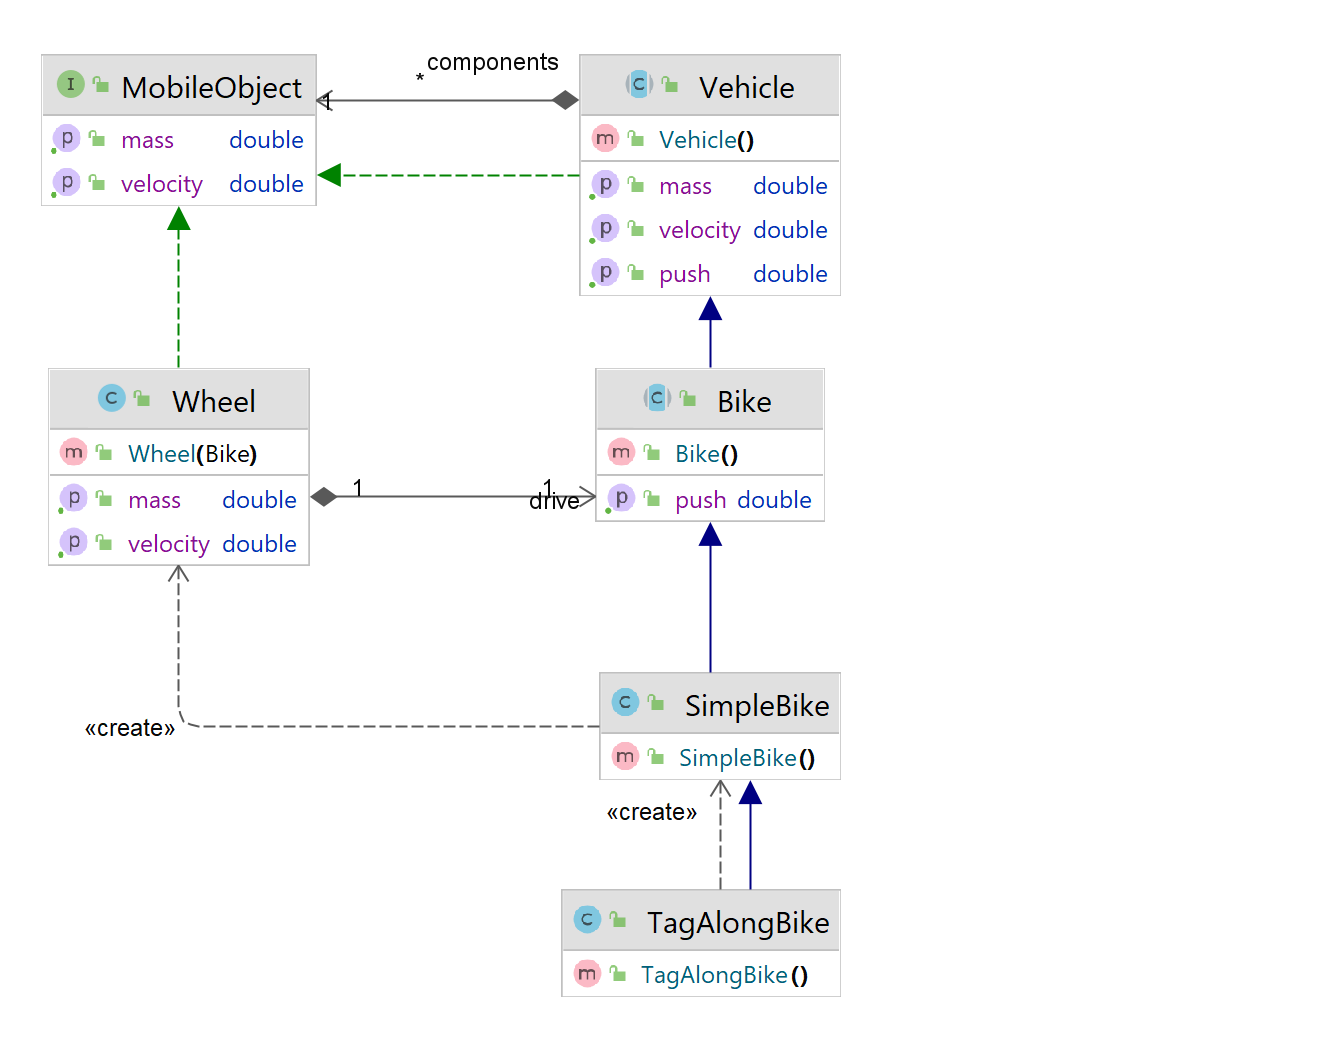 components
*
1
I MobileObject
p mass double
p velocity double
C Vehicle
m Vehicle()
p mass double
p velocity double
p push double
C Wheel
m Wheel(Bike)
p mass double
p velocity double
1
1
drive
C Bike
m Bike()
p push double
«create»
C SimpleBike
m SimpleBike()
«create»
C TagAlongBike
m TagAlongBike()